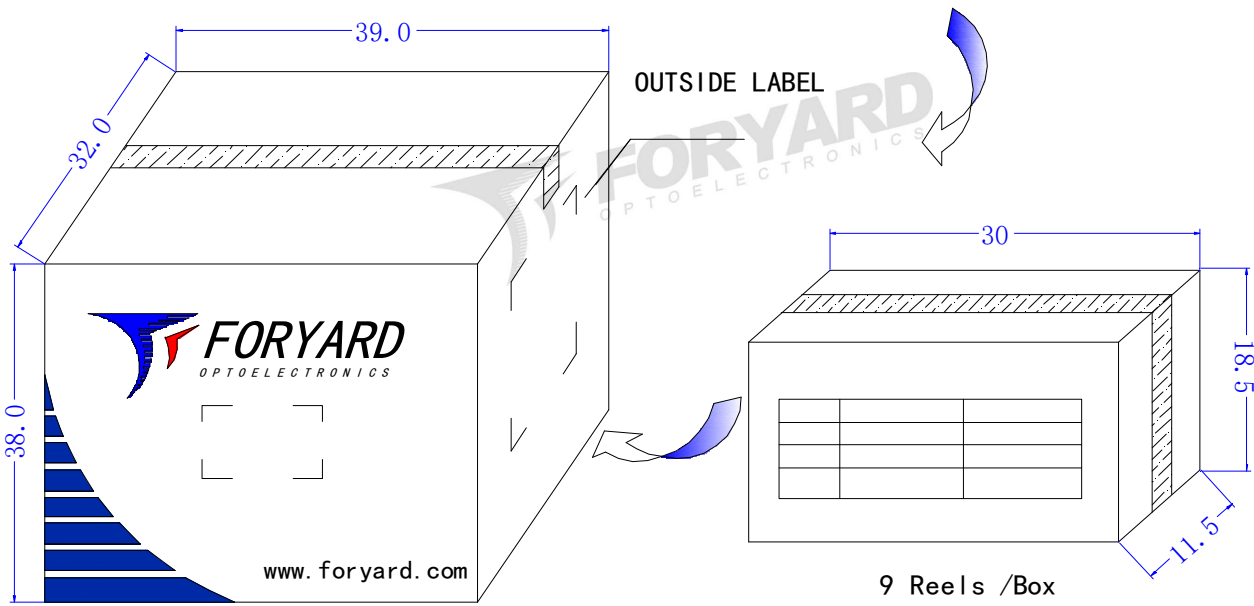 39.0
32.0
OUTSIDE LABEL
FORYARD
OPTOELECTRONICS
38.0
FORYARD
OPTOELECTRONICS
www.foryard.com
30
18.5
11.5
9 Reels /Box